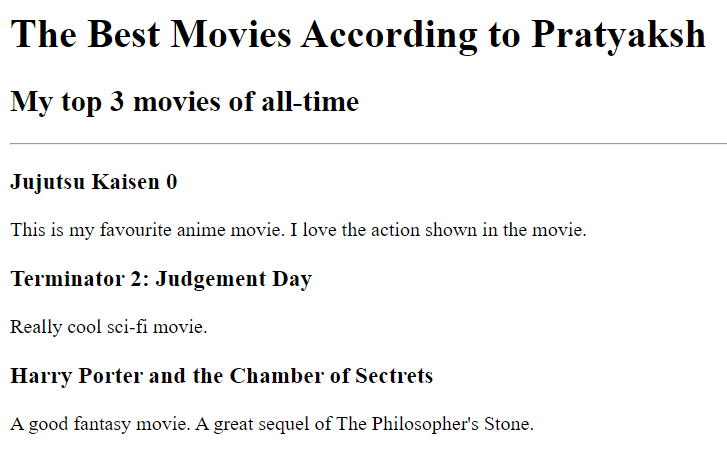 The Best Movies According to Pratyaksh
My top 3 movies of all-time
Jujutsu Kaisen 0
This is my favourite anime movie. I love the action shown in the movie.
Terminator 2: Judgement Day
Really cool sci-fi movie.
Harry Porter and the Chamber of Sectrets
A good fantasy movie. A great sequel of The Philosopher's Stone.